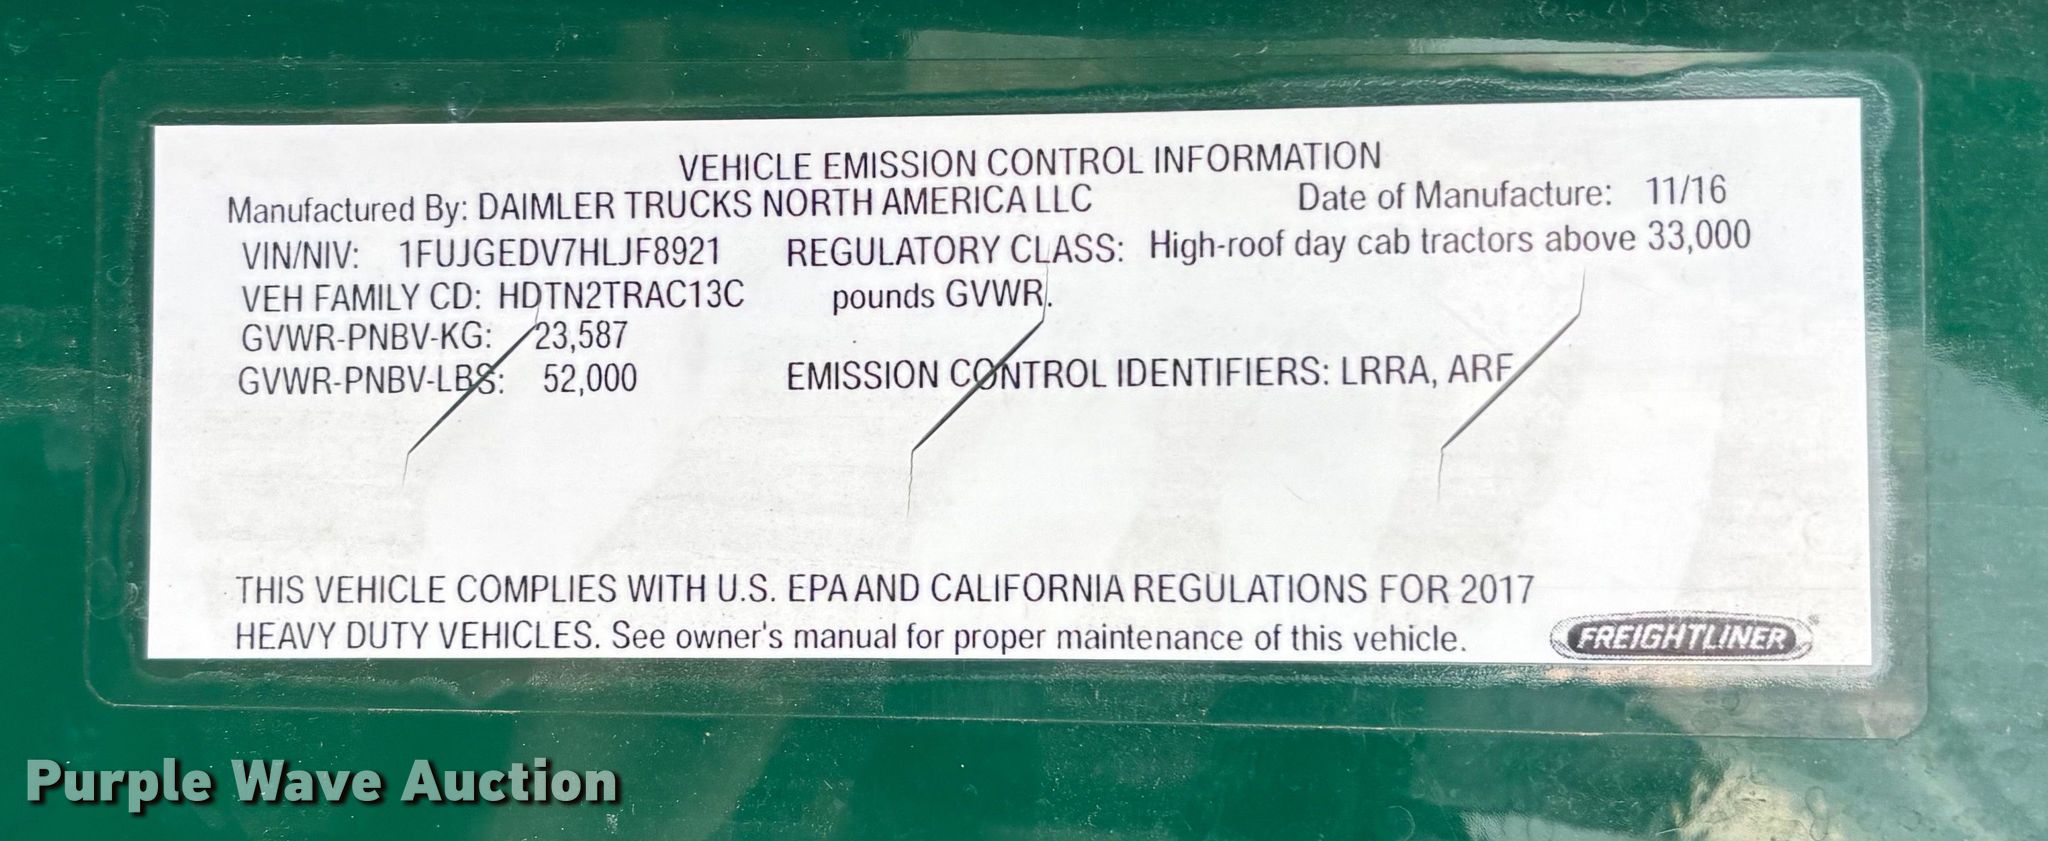 VEHICLE EMISSION CONTROL INFORMATION
Manufactured By: DAIMLER TRUCKS NORTH AMERICA LLC Date of Manufacture: 11/16
VIN/NIV: 1FUJGEDV7HLJF8921 REGULATORY CLASS: High-roof day cab tractors above 33,000
VEH FAMILY CD: HDTN2TRAC13C pounds GVWR.
GVWR-PNBV-KG: 23,587
GVWR-PNBV-LBS: 52,000 EMISSION CONTROL IDENTIFIERS: LRRA, ARF
THIS VEHICLE COMPLIES WITH U.S. EPA AND CALIFORNIA REGULATIONS FOR 2017
HEAVY DUTY VEHICLES. See owner's manual for proper maintenance of this vehicle.
FREIGHTLINER
Purple Wave Auction